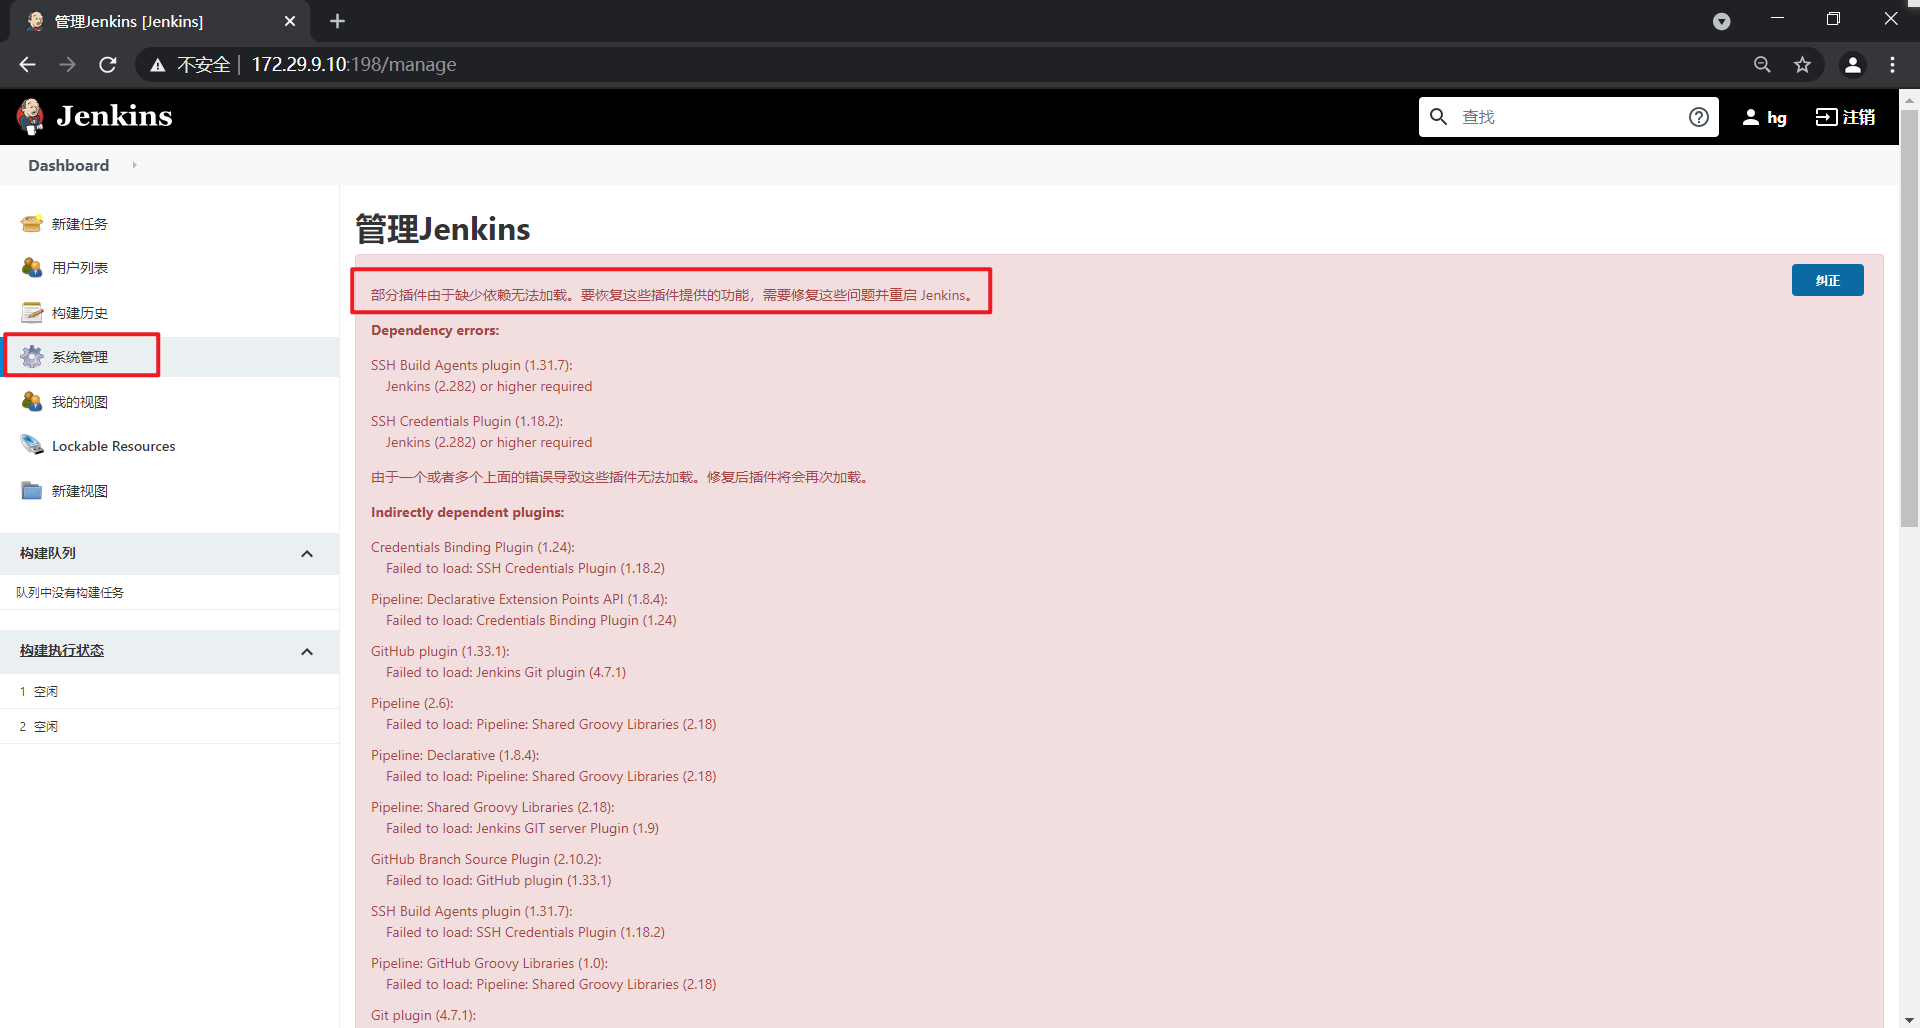 管理Jenkins [Jenkins]
不安全 172.29.9.10:198/manage
Jenkins
查找
hg
注销
Dashboard
新建任务
用户列表
构建历史
系统管理
我的视图
Lockable Resources
新建视图
构建队列
队列中没有构建任务
构建执行状态
1 空闲
2 空闲
管理Jenkins
部分插件由于缺少依赖无法加载。要恢复这些插件提供的功能，需要修复这些问题并重启 Jenkins。
纠正
Dependency errors:
SSH Build Agents plugin (1.31.7):
Jenkins (2.282) or higher required
SSH Credentials Plugin (1.18.2):
Jenkins (2.282) or higher required
由于一个或者多个上面的错误导致这些插件无法加载。修复后插件将会再次加载。
Indirectly dependent plugins:
Credentials Binding Plugin (1.24):
Failed to load: SSH Credentials Plugin (1.18.2)
Pipeline: Declarative Extension Points API (1.8.4):
Failed to load: Credentials Binding Plugin (1.24)
GitHub plugin (1.33.1):
Failed to load: Jenkins Git plugin (4.7.1)
Pipeline (2.6):
Failed to load: Pipeline: Shared Groovy Libraries (2.18)
Pipeline: Declarative (1.8.4):
Failed to load: Pipeline: Shared Groovy Libraries (2.18)
Pipeline: Shared Groovy Libraries (2.18):
Failed to load: Jenkins GIT server Plugin (1.9)
GitHub Branch Source Plugin (2.10.2):
Failed to load: GitHub plugin (1.33.1)
SSH Build Agents plugin (1.31.7):
Failed to load: SSH Credentials Plugin (1.18.2)
Pipeline: GitHub Groovy Libraries (1.0):
Failed to load: Pipeline: Shared Groovy Libraries (2.18)
Git plugin (4.7.1):